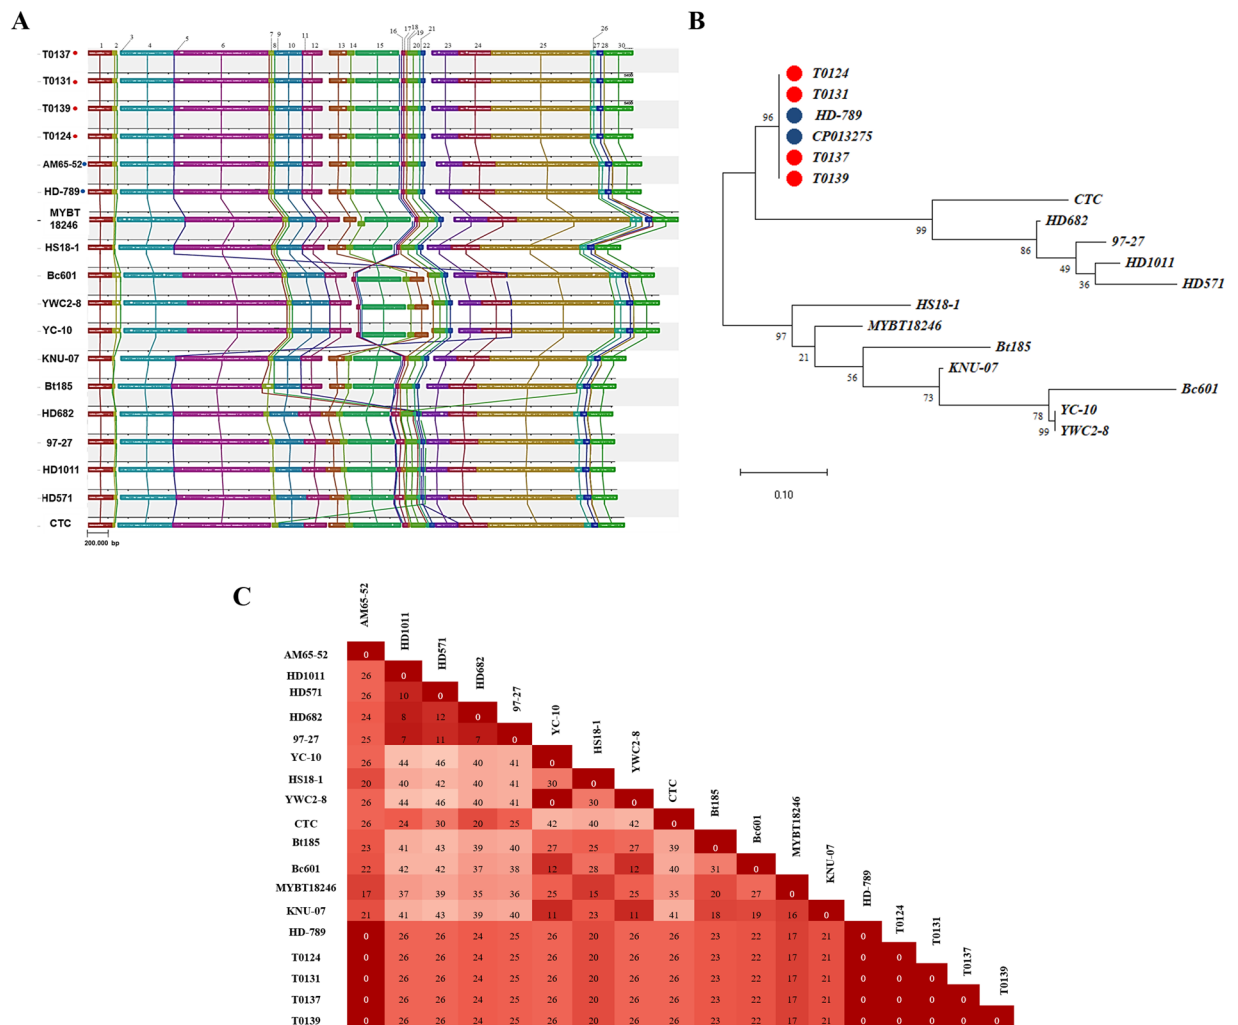 A
1 2 3 4 5 6 7 8 9 10 11 12 13 14 15 16 17 18 19 20 21 22 23 24 25 26 27 28 30
T0137
T0131
T0139
T0124
AM65-52
HD-789
MYBT
18246
HS18-1
Bc601
YWC2-8
YC-10
KNU-07
Bt185
HD682
97-27
HD1011
HD571
CTC
200.000 bp
B
T0124
T0131
96
HD-789
CP013275
T0137
T0139
CTC
99
HD682
86
97-27
49
HD1011
36
HD571
HS18-1
97
MYBT18246
21
Bt185
56
KNU-07
73
Bc601
78
YC-10
99
YWC2-8
0.10
C
AM65-52
HD1011
HD571
HD682
97-27
YC-10
HS18-1
YWC2-8
CTC
Bt185
Bc601
MYBT18246
KNU-07
HD-789
T0124
T0131
T0137
T0139
AM65-52 0
HD1011 26 0
HD571 26 10 0
HD682 24 8 12 0
97-27 25 7 11 7 0
YC-10 26 44 46 40 41 0
HS18-1 20 40 42 40 41 30 0
YWC2-8 26 44 46 40 41 0 30 0
CTC 26 24 30 20 25 42 40 42 0
Bt185 23 41 43 39 40 27 25 27 39 0
Bc601 22 42 42 37 38 12 28 12 40 31 0
MYBT18246 17 37 39 35 36 25 15 25 35 20 27 0
KNU-07 21 41 43 39 40 11 23 11 41 18 19 16 0
HD-789 0 26 26 24 25 26 20 26 26 23 22 17 21 0
T0124 0 26 26 24 25 26 20 26 26 23 22 17 21 0 0
T0131 0 26 26 24 25 26 20 26 26 23 22 17 21 0 0 0
T0137 0 26 26 24 25 26 20 26 26 23 22 17 21 0 0 0 0
T0139 0 26 26 24 25 26 20 26 26 23 22 17 21 0 0 0 0 0